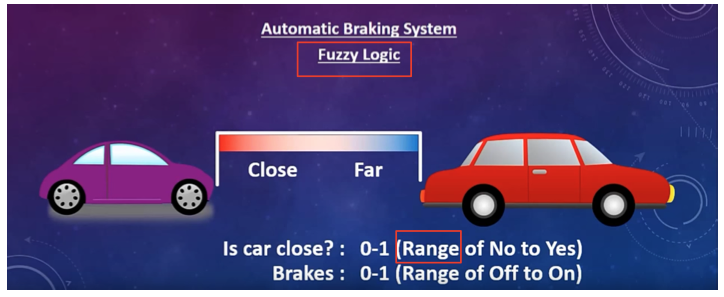 Automatic Braking System
Fuzzy Logic
Close Far
Is car close? : 0-1 (Range of No to Yes)
Brakes : 0-1 (Range of Off to On)